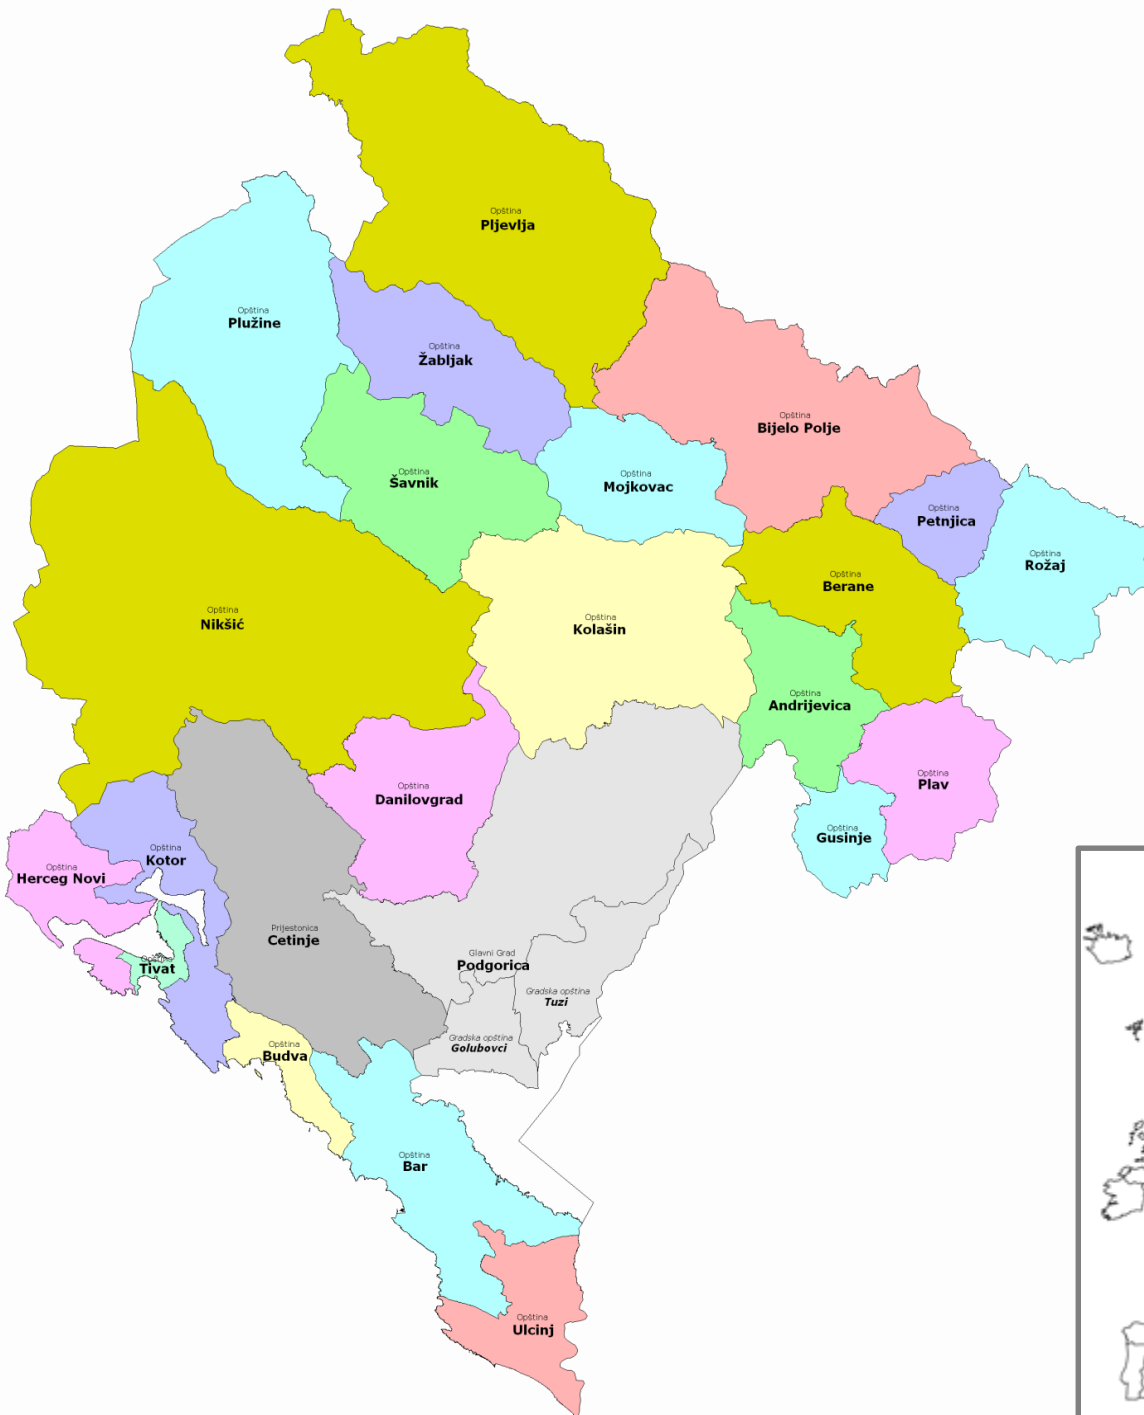 Opština
Pljevlja
Opština
Plužine
Opština
Žabljak
Opština
Bijelo Polje
Opština
Šavnik
Opština
Mojkovac
Opština
Petnjica
Opština
Rožaj
Opština
Berane
Opština
Nikšić
Opština
Kolašin
Opština
Andrijevica
Opština
Danilovgrad
Opština
Plav
Opština
Gusinje
Opština
Kotor
Opština
Herceg Novi
Prijestonica
Cetinje
Glavni Grad
Podgorica
Opština
Tivat
Gradska opština
Tuzi
Gradska opština
Golubovci
Opština
Budva
Opština
Bar
Opština
Ulcinj